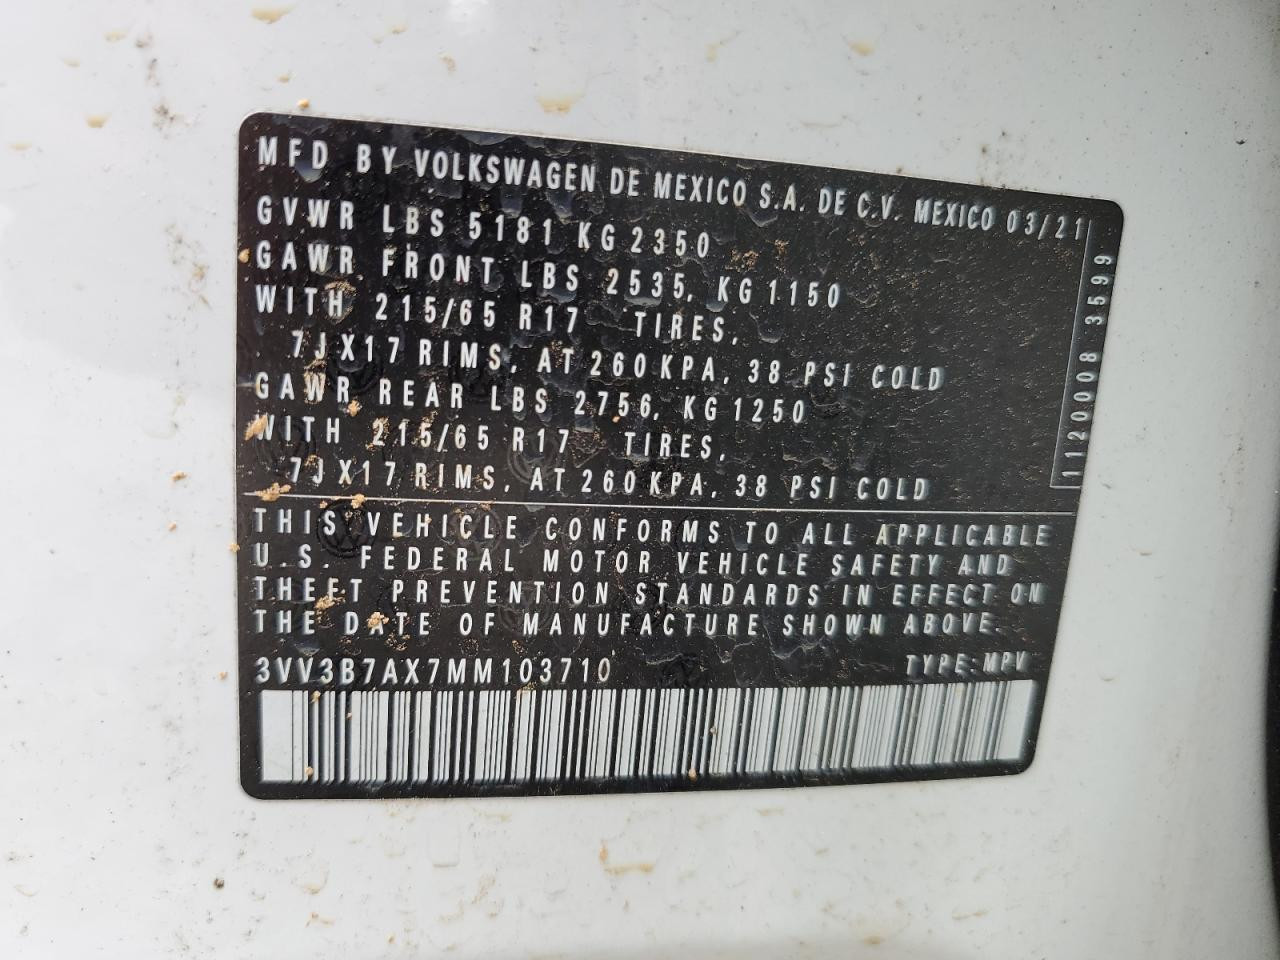 MFD BY VOLKSWAGEN DE MEXICO S.A. DE C.V. MEXICO 03/21
GVWR LBS 5181 KG 2350
GAWR FRONT LBS 2535, KG 1150
WITH 215/65 R17 TIRES,
7JX17 RIMS, AT 260 KPA, 38 PSI COLD
GAWR REAR LBS 2756, KG 1250
WITH 215/65 R17 TIRES,
7JX17 RIMS, AT 260 KPA, 38 PSI COLD
1120008 3599
THIS VEHICLE CONFORMS TO ALL APPLICABLE
U.S. FEDERAL MOTOR VEHICLE SAFETY AND
THEFT PREVENTION STANDARDS IN EFFECT ON
THE DATE OF MANUFACTURE SHOWN ABOVE.
3VV3B7AX7MM103710 TYPE:MPV